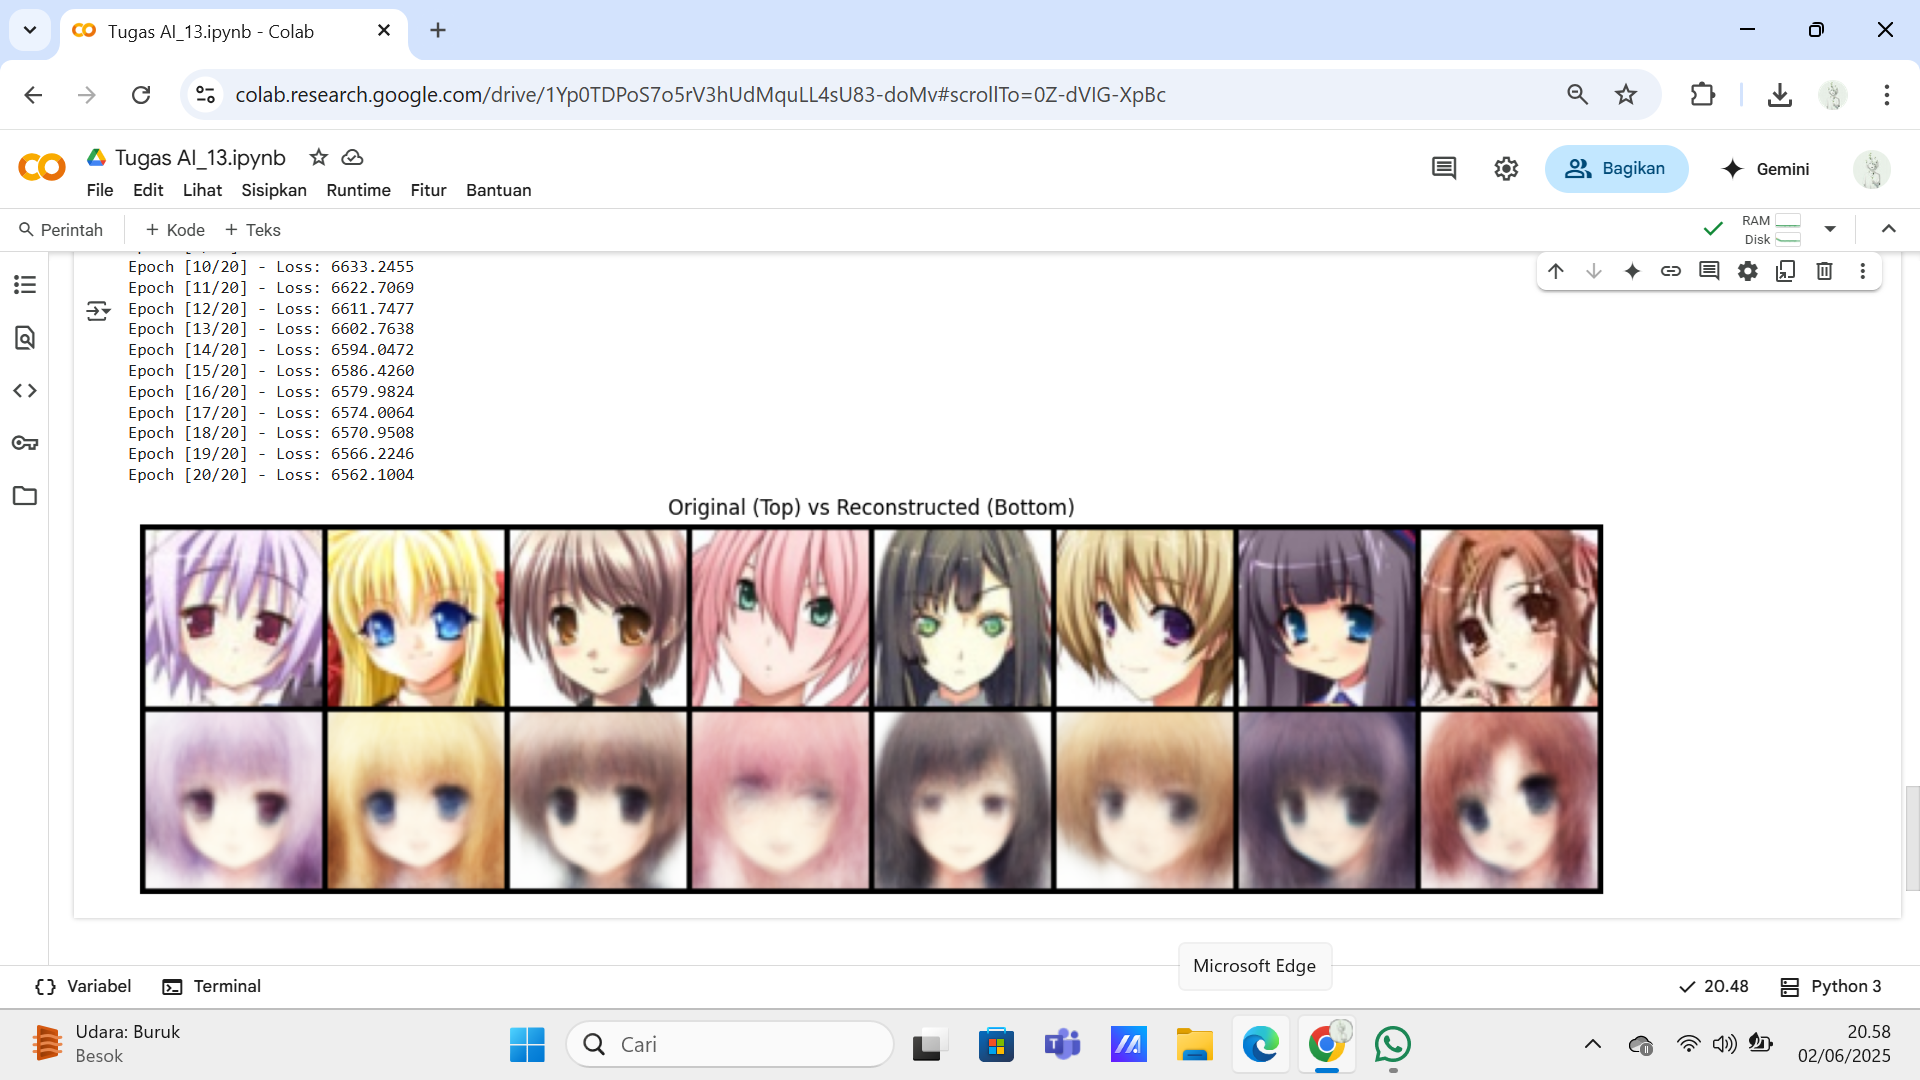 Tugas AI_13.ipynb - Colab
colab.research.google.com/drive/1Yp0TDPoS7o5rV3hUdMquLL4sU83-doMv#scrollTo=0Z-dVIG-XpBc
Tugas AI_13.ipynb
File Edit Lihat Sisipkan Runtime Fitur Bantuan
Bagikan
Gemini
Perintah
+ Kode + Teks
RAM
Disk
Epoch [10/20] - Loss: 6633.2455
Epoch [11/20] - Loss: 6622.7069
Epoch [12/20] - Loss: 6611.7477
Epoch [13/20] - Loss: 6602.7638
Epoch [14/20] - Loss: 6594.0472
Epoch [15/20] - Loss: 6586.4260
Epoch [16/20] - Loss: 6579.9824
Epoch [17/20] - Loss: 6574.0064
Epoch [18/20] - Loss: 6570.9508
Epoch [19/20] - Loss: 6566.2246
Epoch [20/20] - Loss: 6562.1004
Original (Top) vs Reconstructed (Bottom)
Microsoft Edge
Variabel
Terminal
20.48
Python 3
Udara: Buruk
Besok
Cari
20.58
02/06/2025